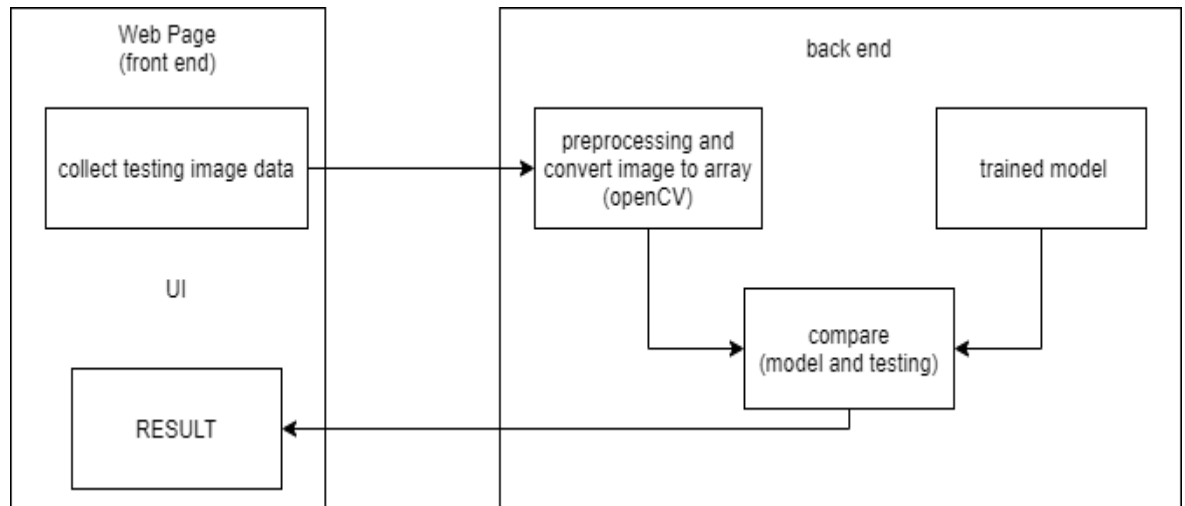 Web Page
(front end)
back end
collect testing image data
preprocessing and
convert image to array
(openCV)
trained model
UI
compare
(model and testing)
RESULT